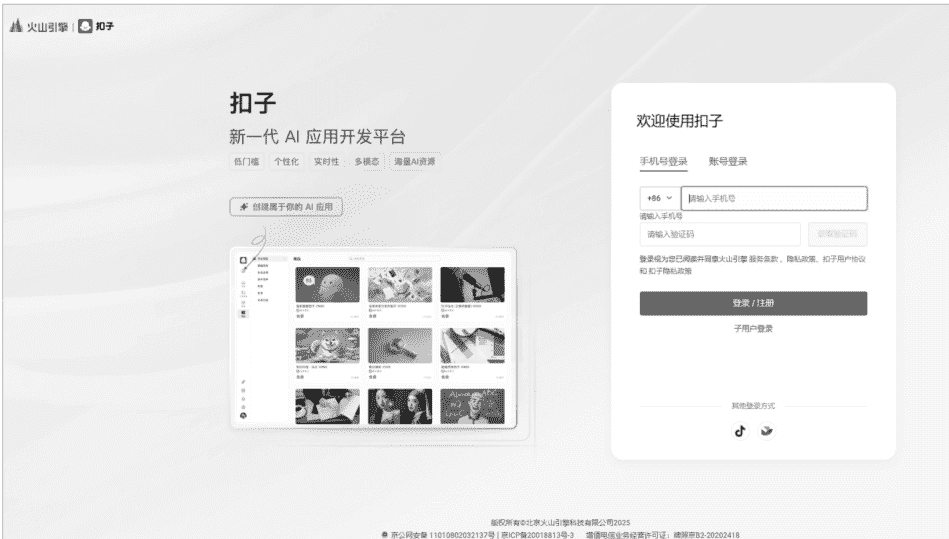 火山引擎 | 扣子
扣子
新一代 AI 应用开发平台
低门槛 个性化 实时性 多模态 海量AI资源
创建属于你的 AI 应用
欢迎使用扣子
手机号登录 账号登录
+86 请输入手机号
请输入手机号
请输入验证码 获取验证码
登录视为您已阅读并同意火山引擎 服务条款 、隐私政策、扣子用户协议
和 扣子隐私政策
登录 / 注册
子用户登录
其他登录方式
版权所有©北京火山引擎科技有限公司2025
京公网安备 11010802032137号 | 京ICP备20018813号-3 增值电信业务经营许可证：